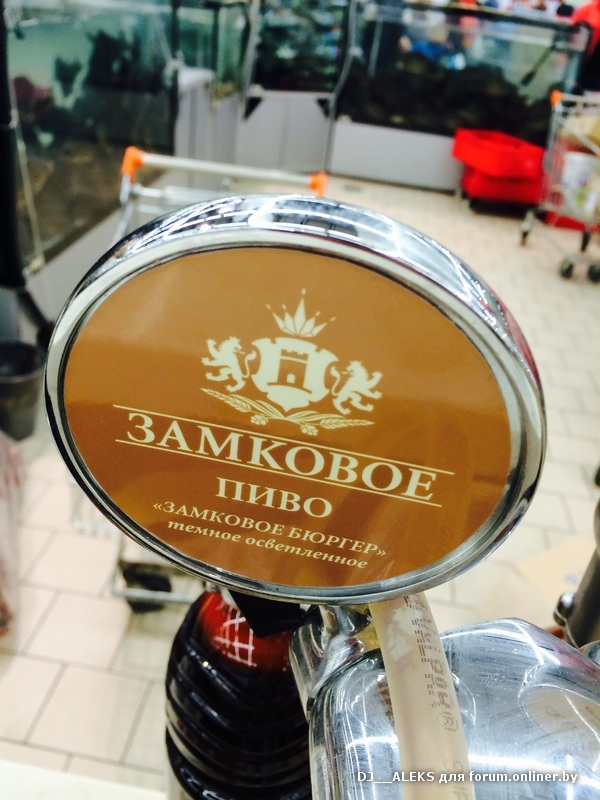 ЗАМКОВОЕ
ПИВО
«ЗАМКОВОЕ БЮРГЕР»
темное осветленное
DJ__ALEKS для forum.onliner.by